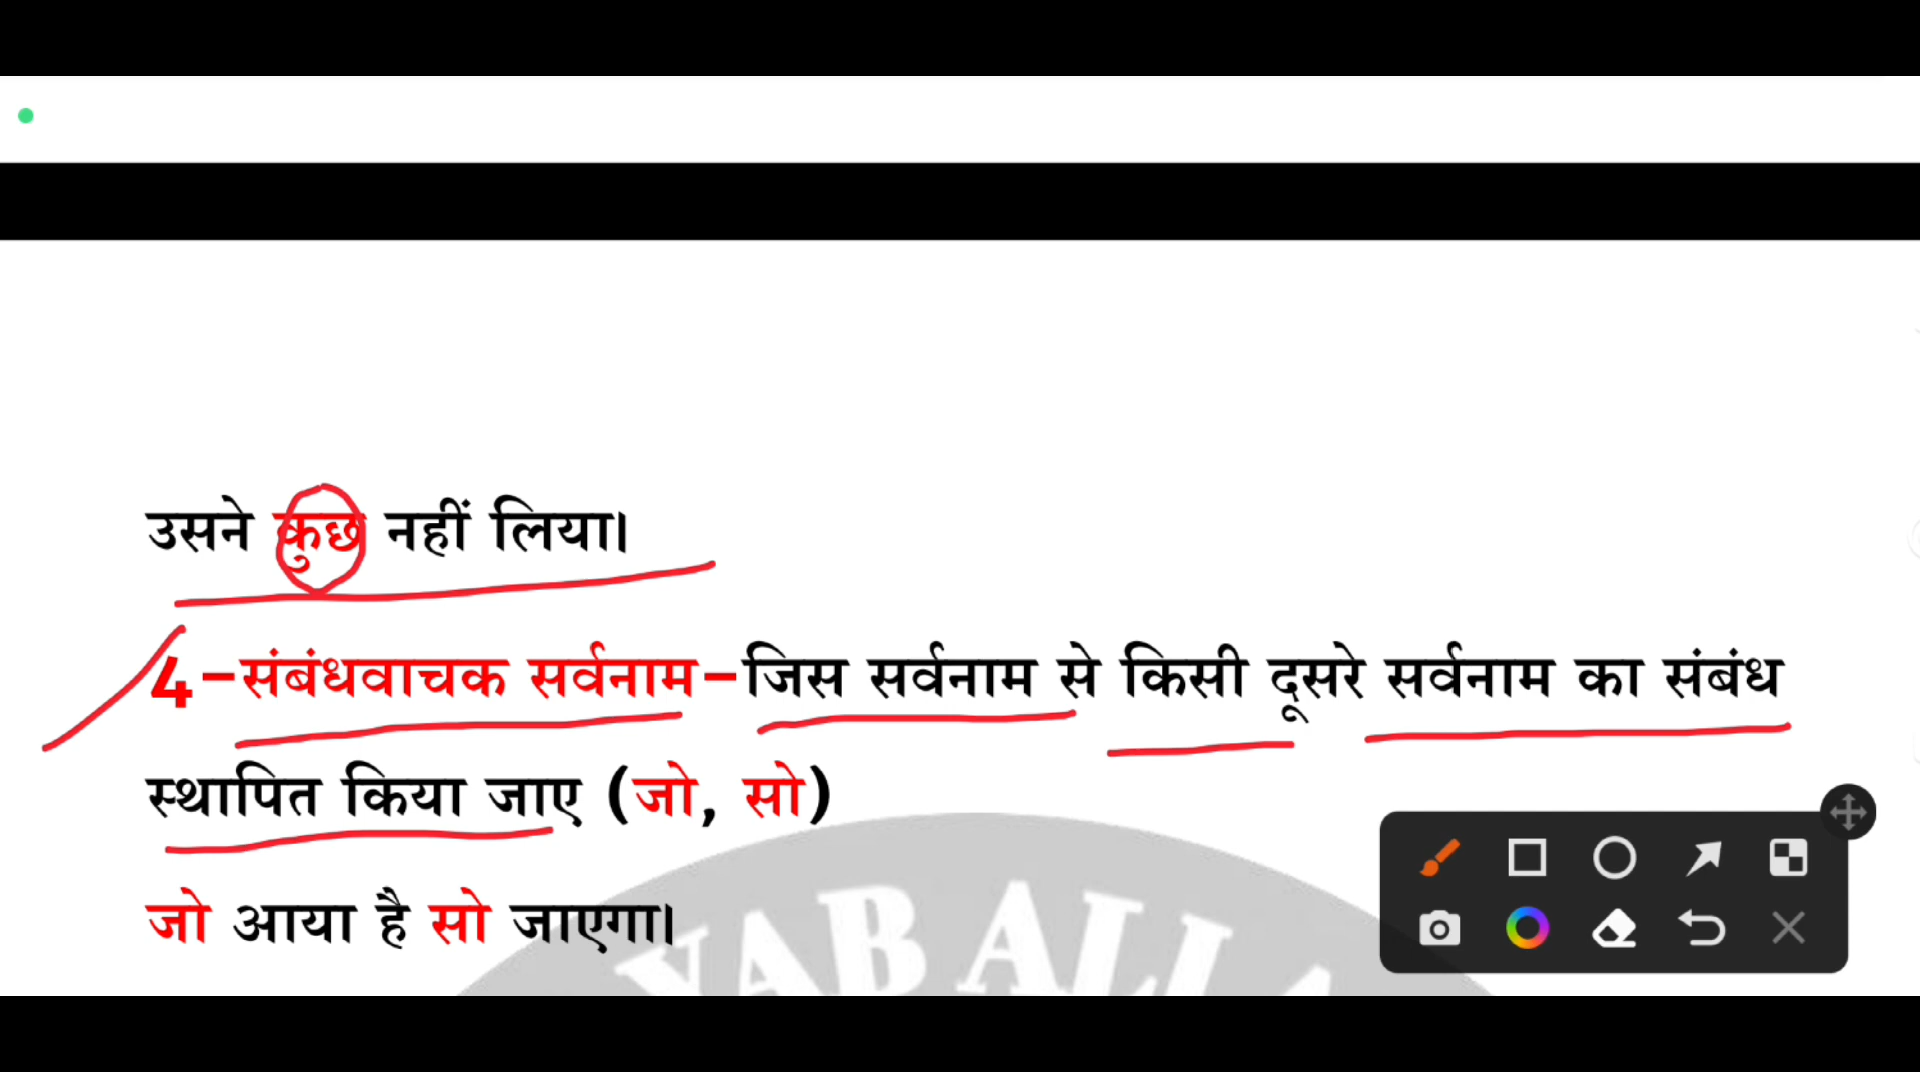 उसने कुछ नहीं लिया।
4-संबंधवाचक सर्वनाम-जिस सर्वनाम से किसी दूसरे सर्वनाम का संबंध
स्थापित किया जाए (जो, सो)
जो आया है सो जाएगा।